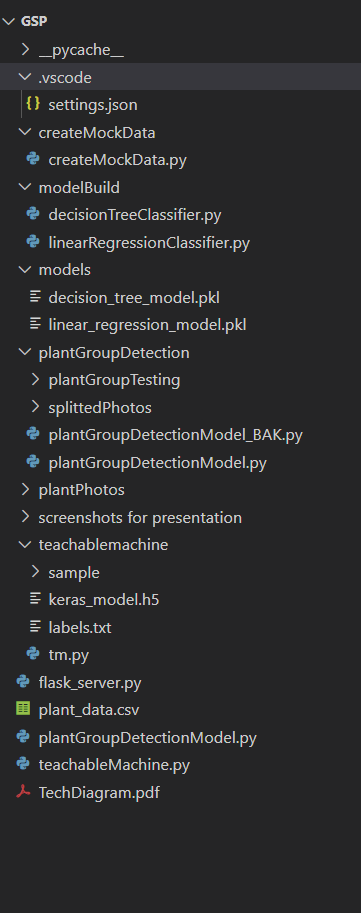 GSP
__pycache__
.vscode
settings.json
createMockData
createMockData.py
modelBuild
decisionTreeClassifier.py
linearRegressionClassifier.py
models
decision_tree_model.pkl
linear_regression_model.pkl
plantGroupDetection
plantGroupTesting
splittedPhotos
plantGroupDetectionModel_BAK.py
plantGroupDetectionModel.py
plantPhotos
screenshots for presentation
teachablemachine
sample
keras_model.h5
labels.txt
tm.py
flask_server.py
plant_data.csv
plantGroupDetectionModel.py
teachableMachine.py
TechDiagram.pdf